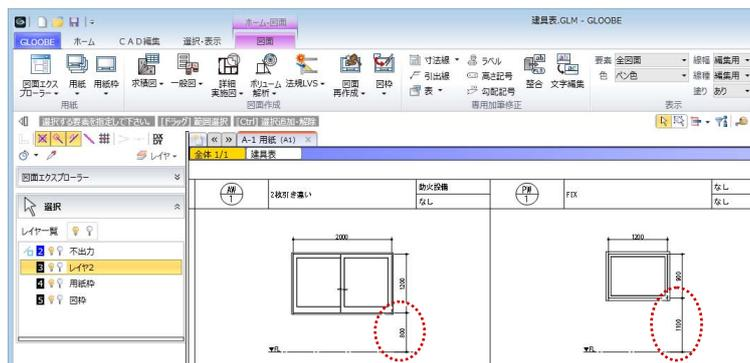 ホーム-図面
建具表.GLM - GLOOBE
GLOOBE ホーム CAD編集 選択・表示 図面
図面エクスプローラー 用紙 用紙枠 求積図 一般図 詳細実施図 ボリューム解析 法規LVS 図面再作成 図枠
寸法線 ラベル
引出線 高さ記号
表 勾配記号
整合 文字編集
要素 全図面 線幅 編集用
色 ペン色 線種 編集用
塗り あり
用紙 図面作成 専用加筆修正 表示
選択する要素を指定して下さい。 [ドラッグ] 範囲選択 [Ctrl] 選択追加・解除
A-1 用紙 (A1)
レイヤ
全体 1/1 建具表
図面エクスプローラー
選択
レイヤ一覧
2 不出力
3 レイヤ2
4 用紙枠
5 図枠
AW 1 2枚引き違い 防火設備 なし
PW 1 FIX なし なし
2000
1200
800
▼FL
1200
900
1100
▼FL